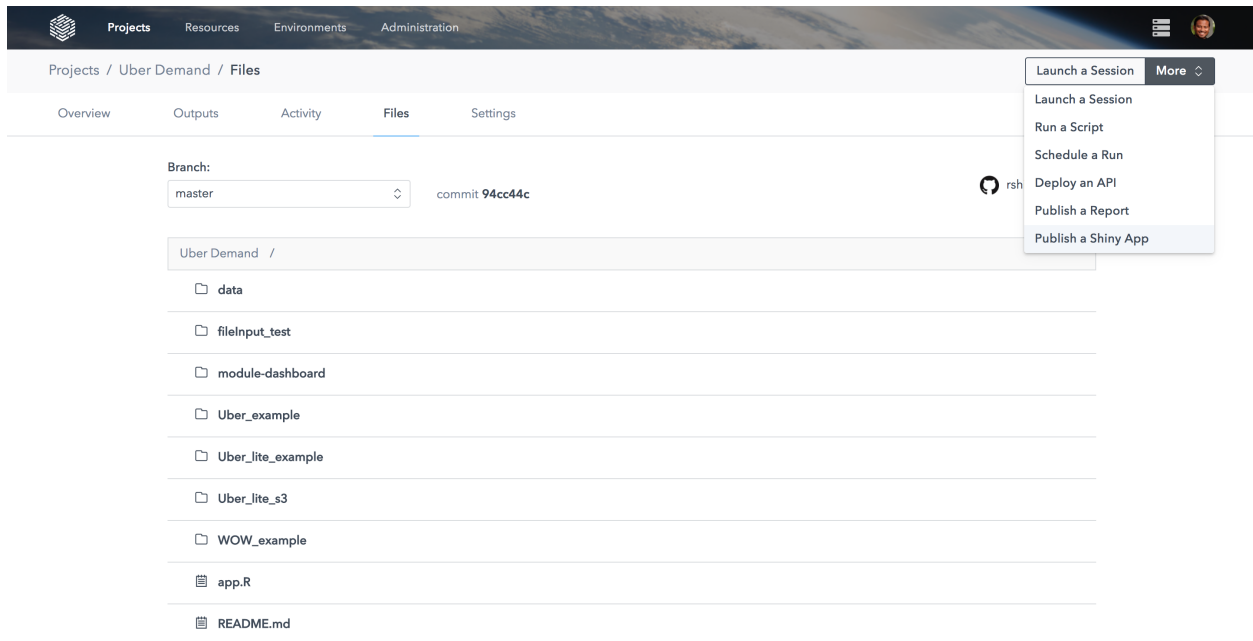 Projects Resources Environments Administration
Projects / Uber Demand / Files
Launch a Session More
Launch a Session
Run a Script
Schedule a Run
Deploy an API
Publish a Report
Publish a Shiny App
Overview Outputs Activity Files Settings
Branch:
master commit 94cc44c rsh
Uber Demand /
data
fileInput_test
module-dashboard
Uber_example
Uber_lite_example
Uber_lite_s3
WOW_example
app.R
README.md